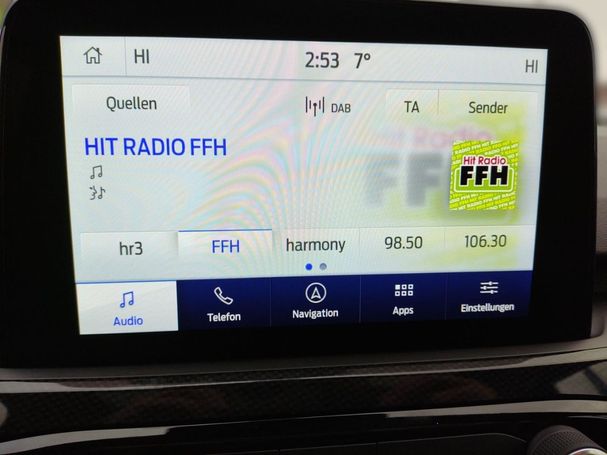 HI 2:53 7° HI
Quellen DAB TA Sender
HIT RADIO FFH
Hit Radio
FFH
hr3 FFH harmony 98.50 106.30
Audio Telefon Navigation Apps Einstellungen